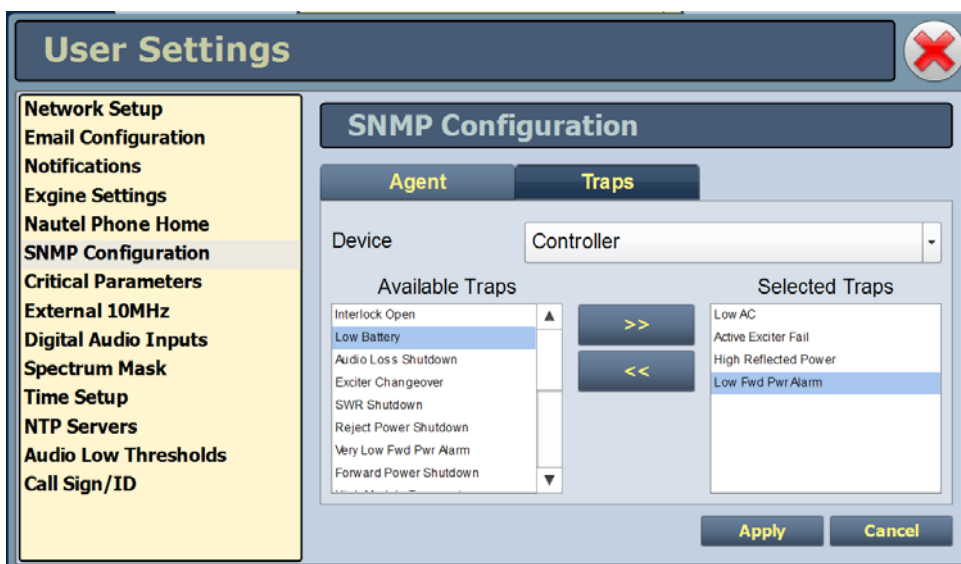 User Settings
Network Setup
Email Configuration
Notifications
Exgine Settings
Nautel Phone Home
SNMP Configuration
Critical Parameters
External 10MHz
Digital Audio Inputs
Spectrum Mask
Time Setup
NTP Servers
Audio Low Thresholds
Call Sign/ID
SNMP Configuration
Agent
Traps
Device
Controller
Available Traps
Interlock Open
Low Battery
Audio Loss Shutdown
Exciter Changeover
SWR Shutdown
Reject Power Shutdown
Very Low Fwd Pwr Alarm
Forward Power Shutdown
>>
<<
Selected Traps
Low AC
Active Exciter Fail
High Reflected Power
Low Fwd Pwr Alarm
Apply
Cancel